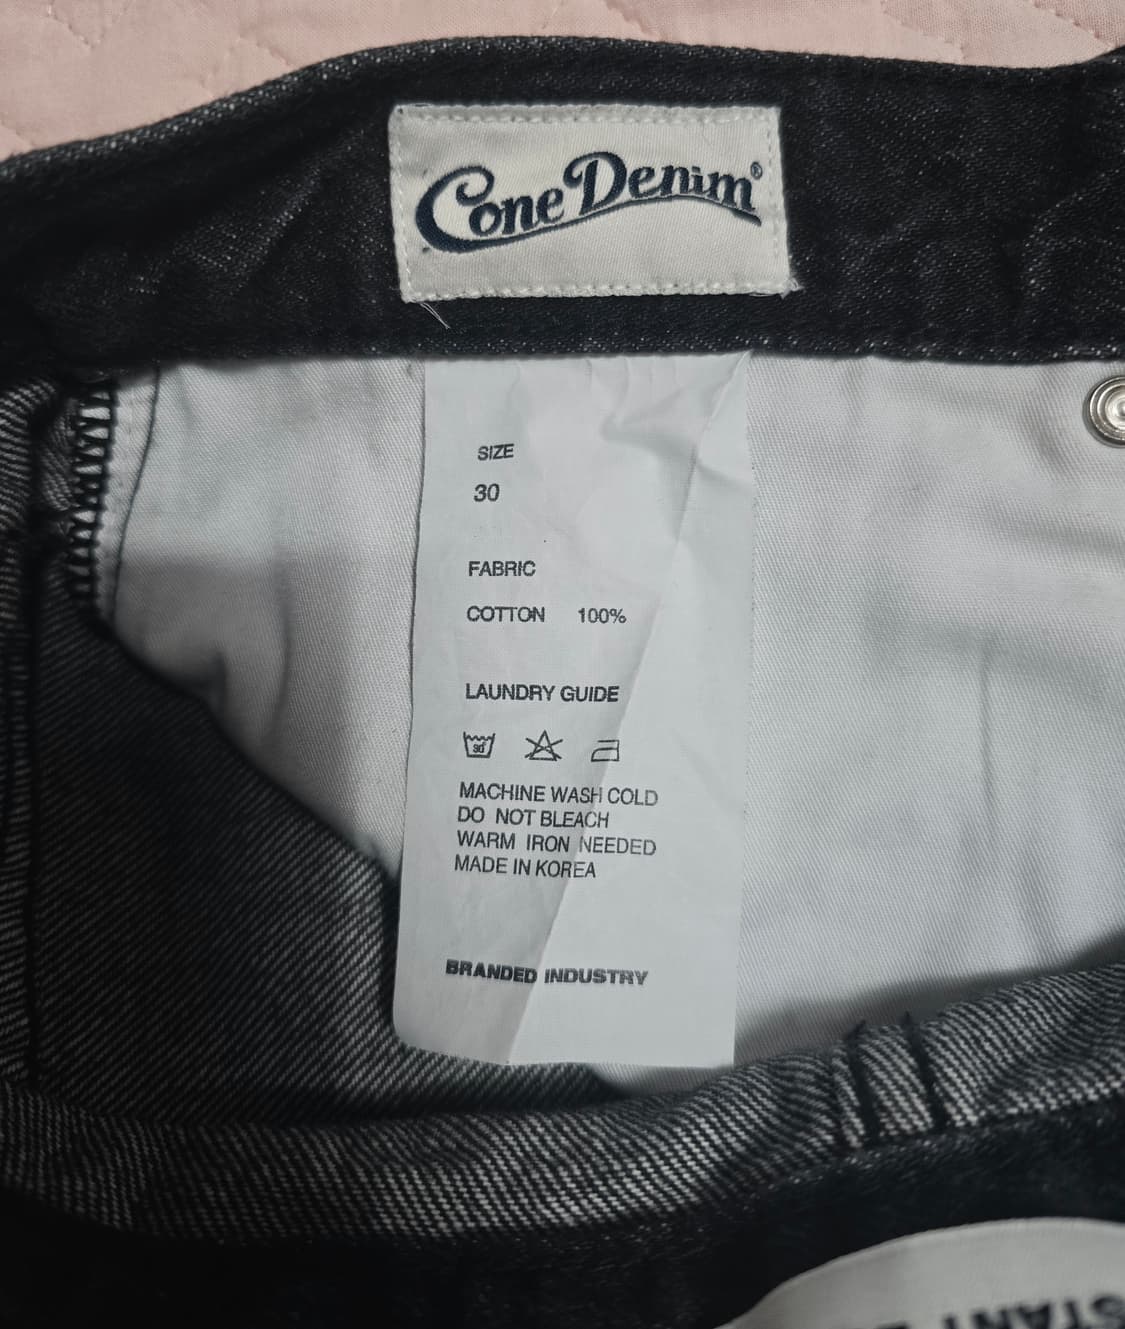 Cone Denim®
SIZE
30
FABRIC
COTTON 100%
LAUNDRY GUIDE
30
MACHINE WASH COLD
DO NOT BLEACH
WARM IRON NEEDED
MADE IN KOREA
BRANDED INDUSTRY